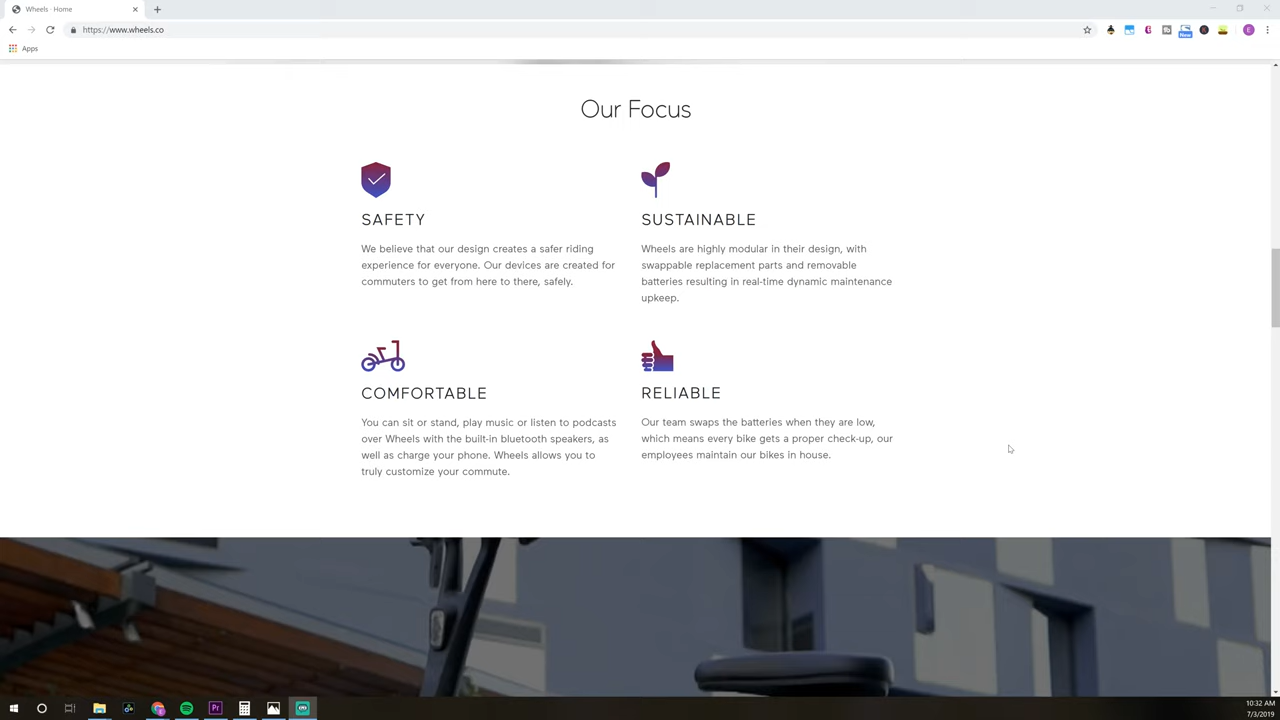 Wheels · Home
https://www.wheels.co
Apps
New
Our Focus
SAFETY
We believe that our design creates a safer riding
experience for everyone. Our devices are created for
commuters to get from here to there, safely.
SUSTAINABLE
Wheels are highly modular in their design, with
swappable replacement parts and removable
batteries resulting in real-time dynamic maintenance
upkeep.
COMFORTABLE
You can sit or stand, play music or listen to podcasts
over Wheels with the built-in bluetooth speakers, as
well as charge your phone. Wheels allows you to
truly customize your commute.
RELIABLE
Our team swaps the batteries when they are low,
which means every bike gets a proper check-up, our
employees maintain our bikes in house.
Pr
10:32 AM
7/3/2019